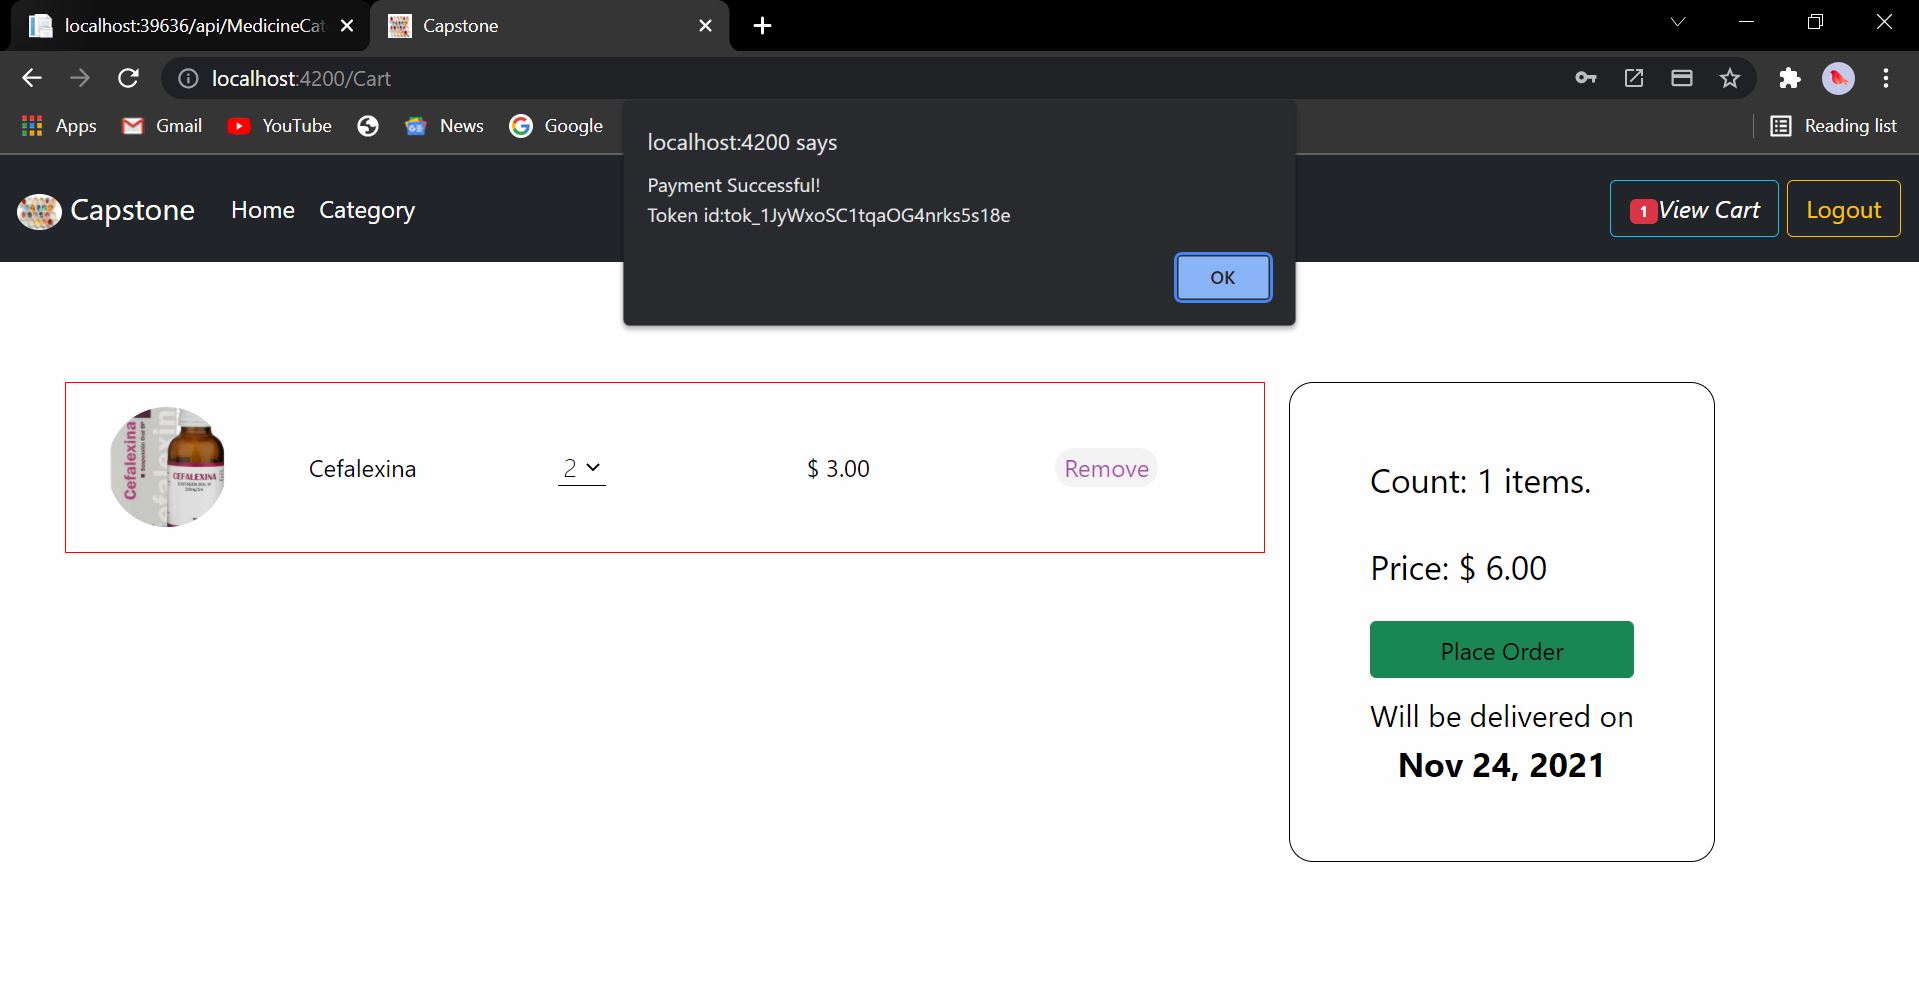 localhost:39636/api/MedicineCat
Capstone
localhost:4200/Cart
Apps
Gmail
YouTube
News
Google
Reading list
localhost:4200 says
Payment Successful!
Token id:tok_1JyWxoSC1tqaOG4nrks5s18e
OK
Capstone
Home
Category
1 View Cart
Logout
Cefalexina
CEFALEXINA
Cefalexina
2
$ 3.00
Remove
Count: 1 items.
Price: $ 6.00
Place Order
Will be delivered on
Nov 24, 2021